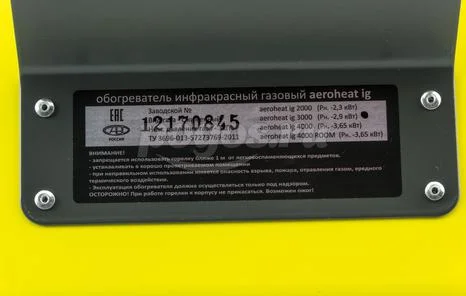 обогреватель инфракрасный газовый aeroheat ig
EAC
РОССИЯ
Заводской №
12170845
ТУ 3696-013-57273769-2011
aeroheat ig 2000 (Рн. -2,3 кВт)
aeroheat ig 3000 (Рн. -2,9 кВт)
aeroheat ig 4000 (Рн. -3,65 кВт)
aeroheat ig 4000 ROOM (Рн. -3,65 кВт)
ВНИМАНИЕ!
- запрещается использовать горелку ближе 1 м от легковоспламеняющихся предметов.
- устанавливать в хорошо проветриваемом помещении
- при неправильном использовании имеется опасность взрыва, пожара, отравления газом, вредного
термического воздействия.
- Эксплуатация обогревателя должна осуществляться только под надзором.
ОСТОРОЖНО! При работе горелки к корпусу не прикасаться. Возможен ожог!